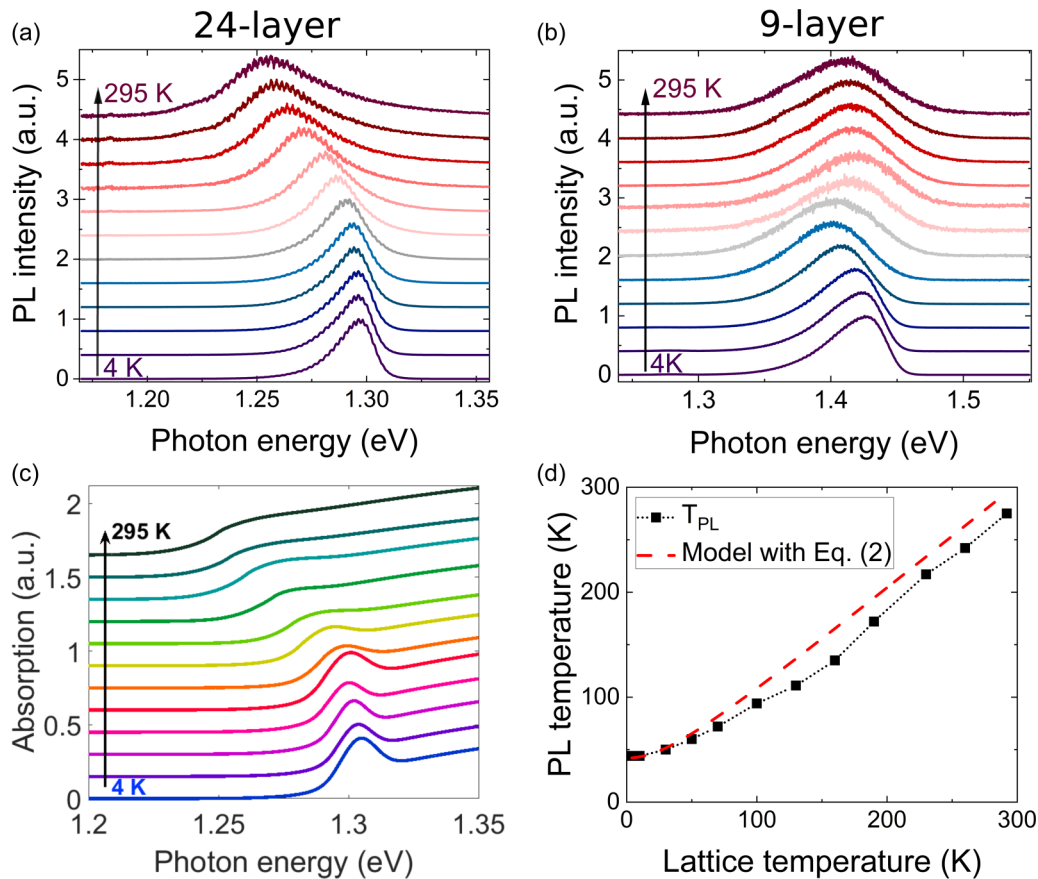 (a) 24-layer
PL intensity (a.u.)
5
4
3
2
1
0
295 K
4 K
1.20 1.25 1.30 1.35
Photon energy (eV)
(b) 9-layer
PL intensity (a.u.)
5
4
3
2
1
0
295 K
4K
1.3 1.4 1.5
Photon energy (eV)
(c)
Absorption (a.u.)
2
1.5
1
0.5
0
295 K
4 K
1.2 1.25 1.3 1.35
Photon energy (eV)
(d)
PL temperature (K)
300
200
100
0
T_PL
Model with Eq. (2)
0 100 200 300
Lattice temperature (K)